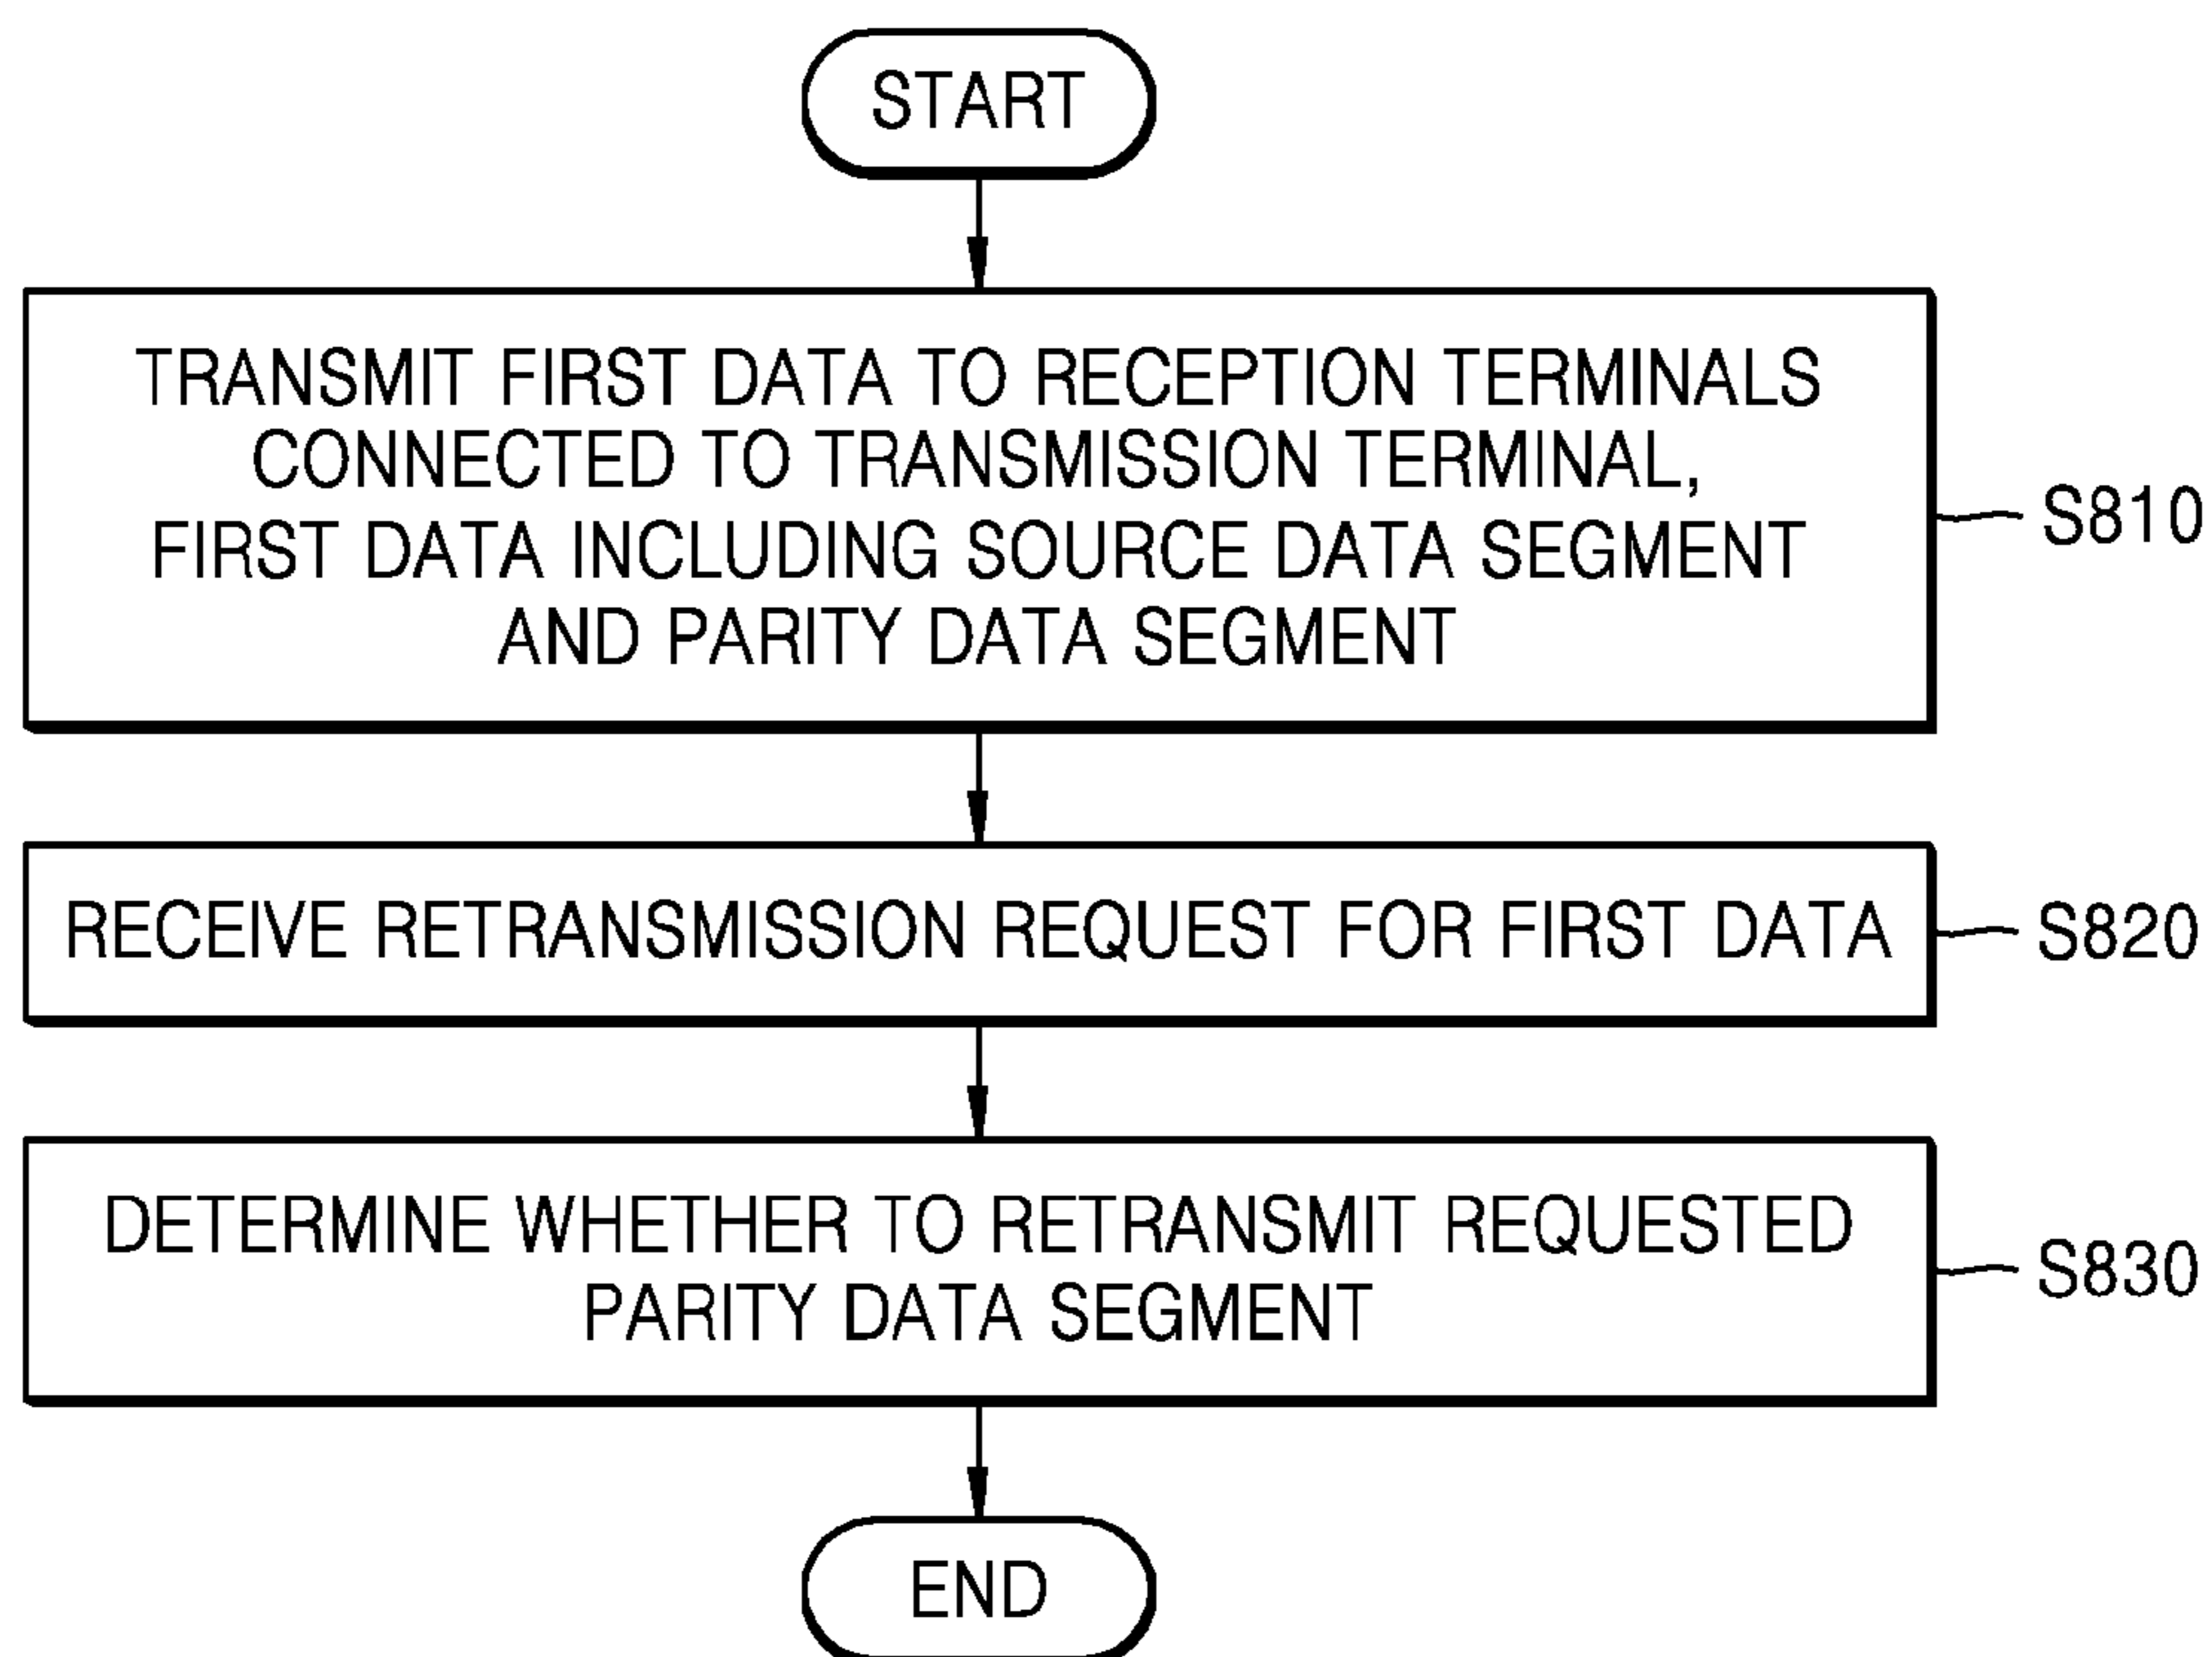 START
TRANSMIT FIRST DATA TO RECEPTION TERMINALS
CONNECTED TO TRANSMISSION TERMINAL,
FIRST DATA INCLUDING SOURCE DATA SEGMENT
AND PARITY DATA SEGMENT
S810
RECEIVE RETRANSMISSION REQUEST FOR FIRST DATA
S820
DETERMINE WHETHER TO RETRANSMIT REQUESTED
PARITY DATA SEGMENT
S830
END